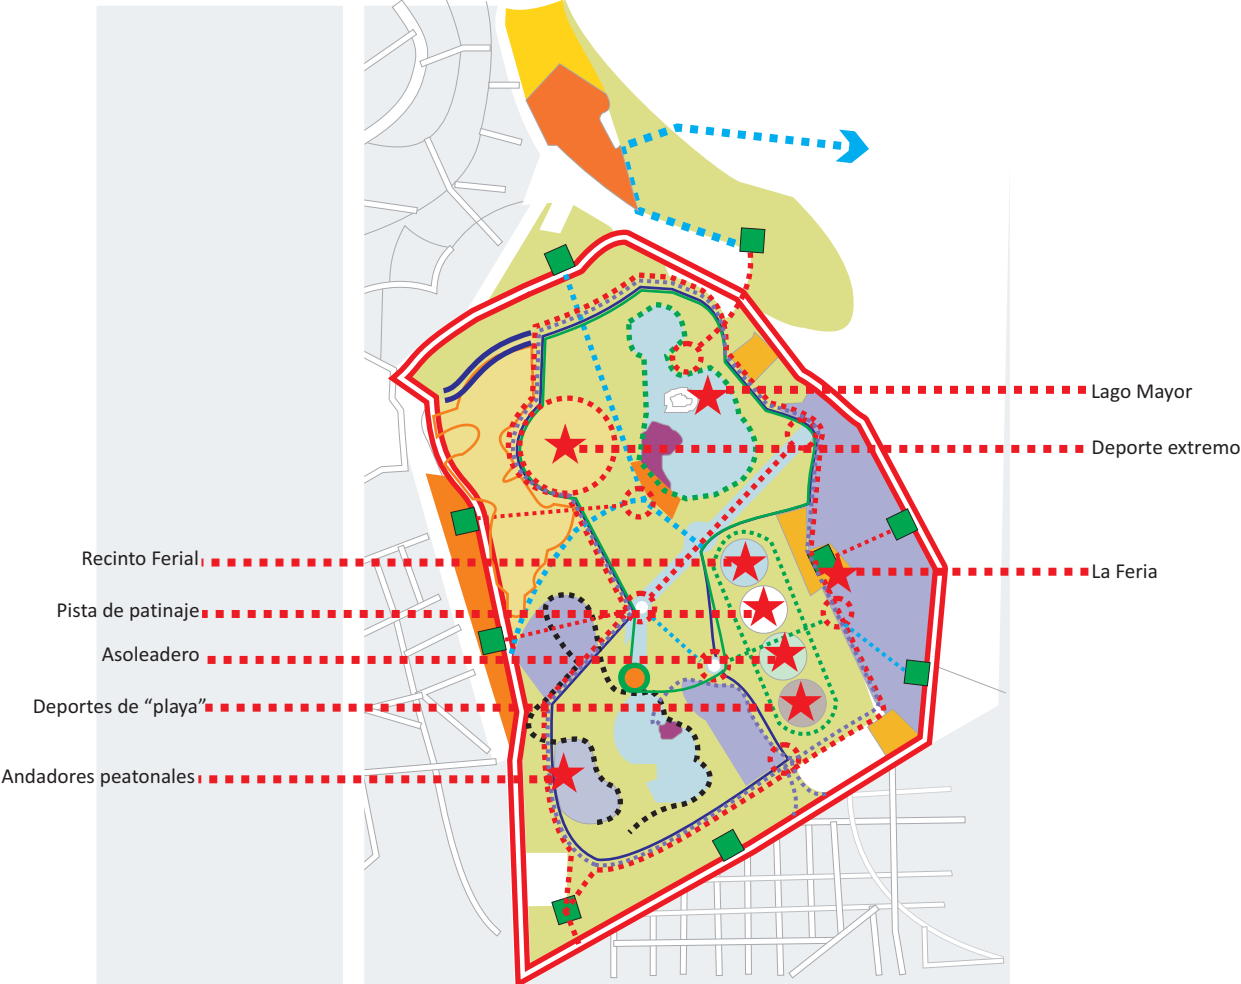 Lago Mayor
Deporte extremo
Recinto Ferial
La Feria
Pista de patinaje
Asoleadero
Deportes de “playa”
Andadores peatonales